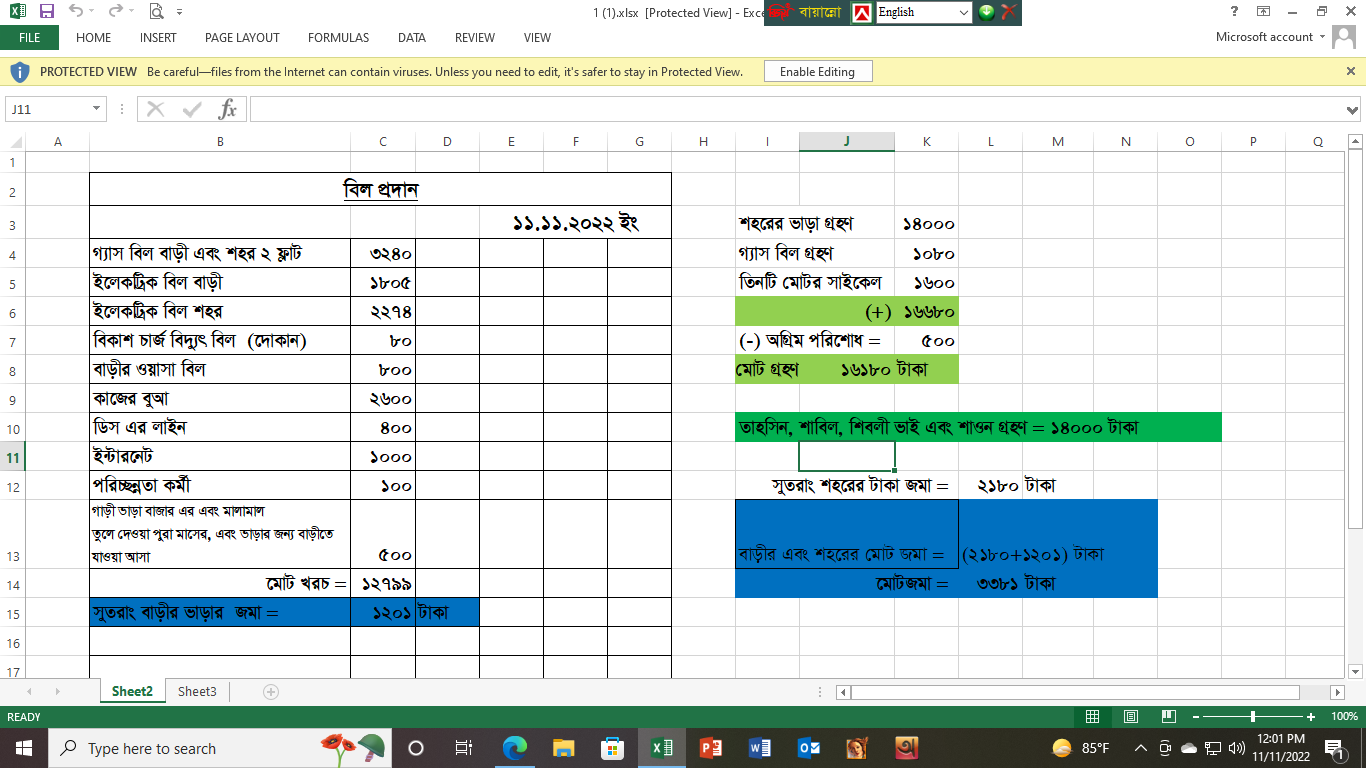 1 (1).xlsx [Protected View] - Exce
বায়ান্নো English
FILE HOME INSERT PAGE LAYOUT FORMULAS DATA REVIEW VIEW Microsoft account
PROTECTED VIEW Be careful—files from the Internet can contain viruses. Unless you need to edit, it's safer to stay in Protected View. Enable Editing
J11 fx
A B C D E F G H I J K L M N O P Q
1
2 বিল প্রদান
3 ১১.১১.২০২২ ইং শহরের ভাড়া গ্রহণ ১৪০০০
4 গ্যাস বিল বাড়ী এবং শহর ২ ফ্লাট ৩২৪০ গ্যাস বিল গ্রহণ ১০৮০
5 ইলেকট্রিক বিল বাড়ী ১৮০৫ তিনটি মোটর সাইকেল ১৬০০
6 ইলেকট্রিক বিল শহর ২২৭৪ (+) ১৬৬৮০
7 বিকাশ চার্জ বিদ্যুৎ বিল (দোকান) ৮০ (-) অগ্রিম পরিশোধ = ৫০০
8 বাড়ীর ওয়াসা বিল ৮০০ মোট গ্রহণ ১৬১৮০ টাকা
9 কাজের বুআ ২৬০০
10 ডিস এর লাইন ৪০০ তাহসিন, শাবিল, শিবলী ভাই এবং শাওন গ্রহণ = ১৪০০০ টাকা
11 ইন্টারনেট ১০০০
12 পরিচ্ছন্নতা কর্মী ১০০ সুতরাং শহরের টাকা জমা = ২১৮০ টাকা
গাড়ী ভাড়া বাজার এর এবং মালামাল
তুলে দেওয়া পুরা মাসের, এবং ভাড়ার জন্য বাড়ীতে
13 যাওয়া আসা ৫০০ বাড়ীর এবং শহরের মোট জমা = (২১৮০+১২০১) টাকা
14 মোট খরচ = ১২৭৯৯ মোটজমা = ৩৩৮১ টাকা
15 সুতরাং বাড়ীর ভাড়ার জমা = ১২০১ টাকা
16
17
Sheet2 Sheet3
READY 100%
Type here to search 85°F 12:01 PM
11/11/2022 1